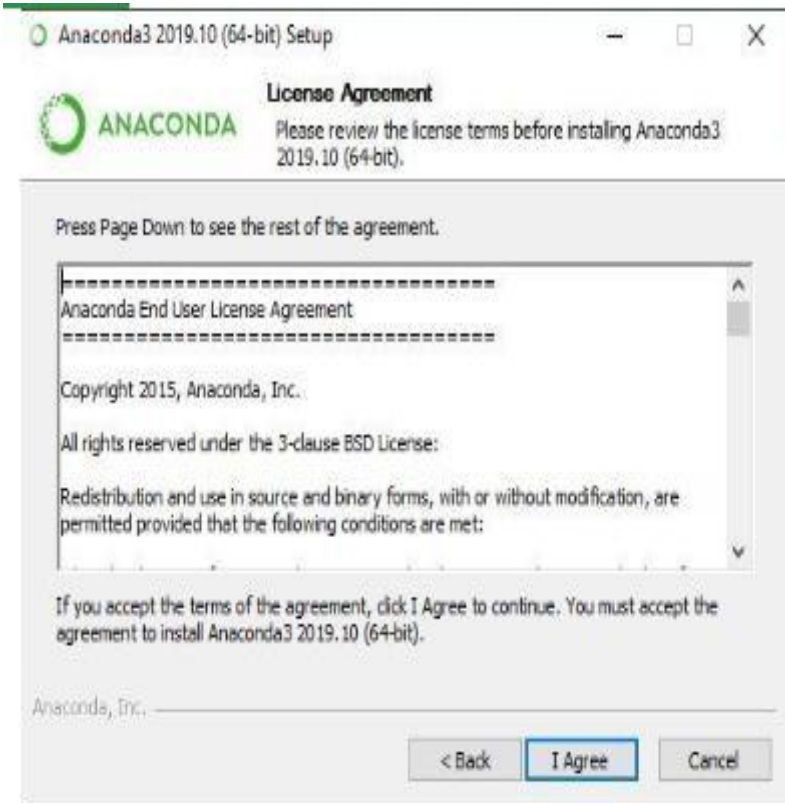 Anaconda3 2019.10 (64-bit) Setup
ANACONDA
License Agreement
Please review the license terms before installing Anaconda3
2019.10 (64-bit).
Press Page Down to see the rest of the agreement.
===================================
Anaconda End User License Agreement
===================================
Copyright 2015, Anaconda, Inc.
All rights reserved under the 3-clause BSD License:
Redistribution and use in source and binary forms, with or without modification, are
permitted provided that the following conditions are met:
If you accept the terms of the agreement, click I Agree to continue. You must accept the
agreement to install Anaconda3 2019.10 (64-bit).
Anaconda, Inc.
< Back
I Agree
Cancel